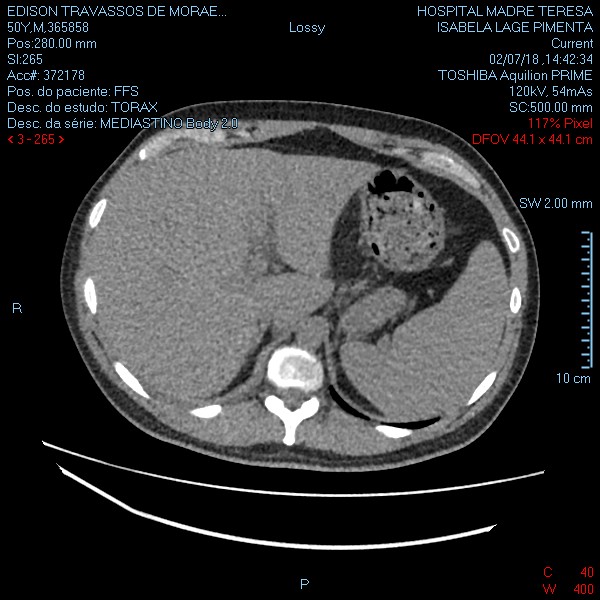 EDISON TRAVASSOS DE MORAE...
50Y,M,365858
Pos:280.00 mm
SI:265
Acc#: 372178
Pos. do paciente: FFS
Desc. do estudo: TORAX
Desc. da série: MEDIASTINO Body 2.0
< 3 - 265 >
Lossy
HOSPITAL MADRE TERESA
ISABELA LAGE PIMENTA
Current
02/07/18 ,14:42:34
TOSHIBA Aquilion PRIME
120kV, 54mAs
SC:500.00 mm
117% Pixel
DFOV 44.1 x 44.1 cm
SW 2.00 mm
R
10 cm
P
C 40
W 400